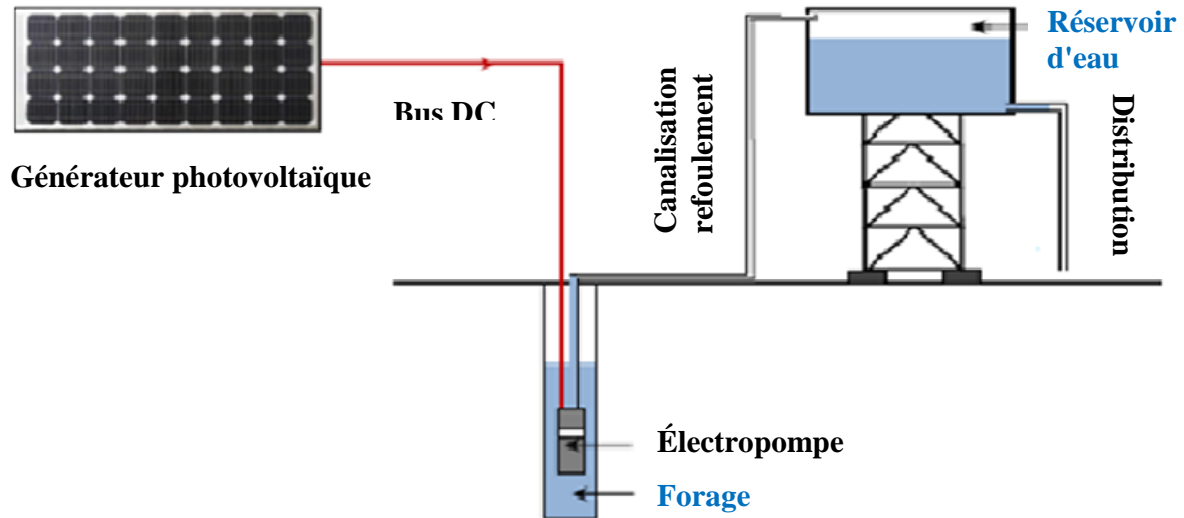 Réservoir
d'eau
Bus DC
Générateur photovoltaïque
Canalisation
refoulement
Distribution
Électropompe
Forage